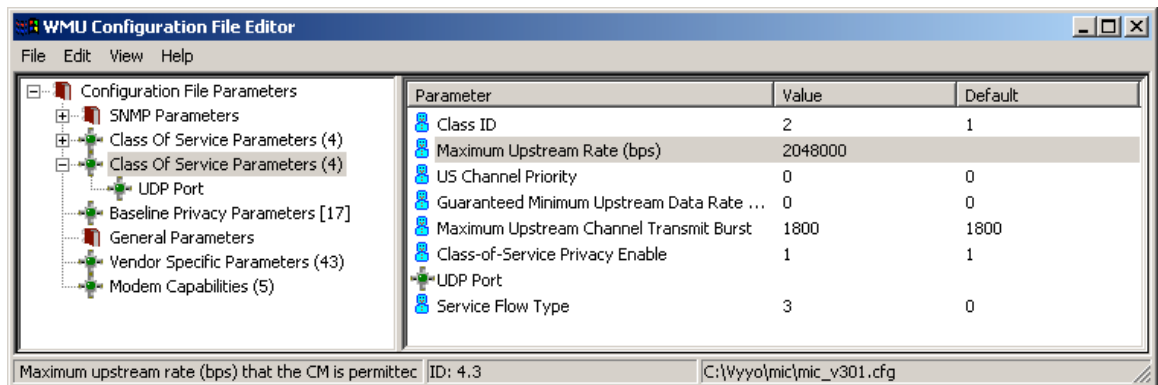 WMU Configuration File Editor
File Edit View Help
Configuration File Parameters
SNMP Parameters
Class Of Service Parameters (4)
Class Of Service Parameters (4)
UDP Port
Baseline Privacy Parameters [17]
General Parameters
Vendor Specific Parameters (43)
Modem Capabilities (5)
Parameter Value Default
Class ID 2 1
Maximum Upstream Rate (bps) 2048000
US Channel Priority 0 0
Guaranteed Minimum Upstream Data Rate ... 0 0
Maximum Upstream Channel Transmit Burst 1800 1800
Class-of-Service Privacy Enable 1 1
UDP Port
Service Flow Type 3 0
Maximum upstream rate (bps) that the CM is permittec ID: 4.3 C:\Vyyo\mic\mic_v301.cfg